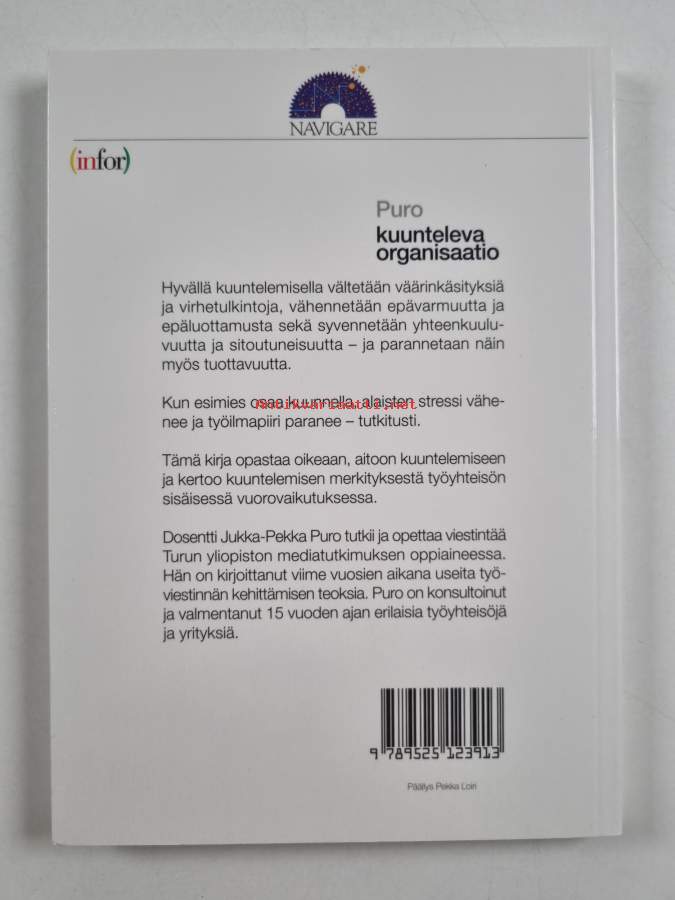 NAVIGARE
(infor)
Puro
kuunteleva
organisaatio
Hyvällä kuuntelemisella vältetään väärinkäsityksiä
ja virhetulkintoja, vähennetään epävarmuutta ja
epäluottamusta sekä syvennetään yhteenkuulu-
vuutta ja sitoutuneisuutta – ja parannetaan näin
myös tuottavuutta.
Kun esimies osaa kuunnella, alaisten stressi vähe-
Antikvariaatti.net
nee ja työilmapiiri paranee – tutkitusti.
Tämä kirja opastaa oikeaan, aitoon kuuntelemiseen
ja kertoo kuuntelemisen merkityksestä työyhteisön
sisäisessä vuorovaikutuksessa.
Dosentti Jukka-Pekka Puro tutkii ja opettaa viestintää
Turun yliopiston mediatutkimuksen oppiaineessa.
Hän on kirjoittanut viime vuosien aikana useita työ-
viestinnän kehittämisen teoksia. Puro on konsultoinut
ja valmentanut 15 vuoden ajan erilaisia työyhteisöjä
ja yrityksiä.
9 789525 123913
Päällys Pekka Loiri